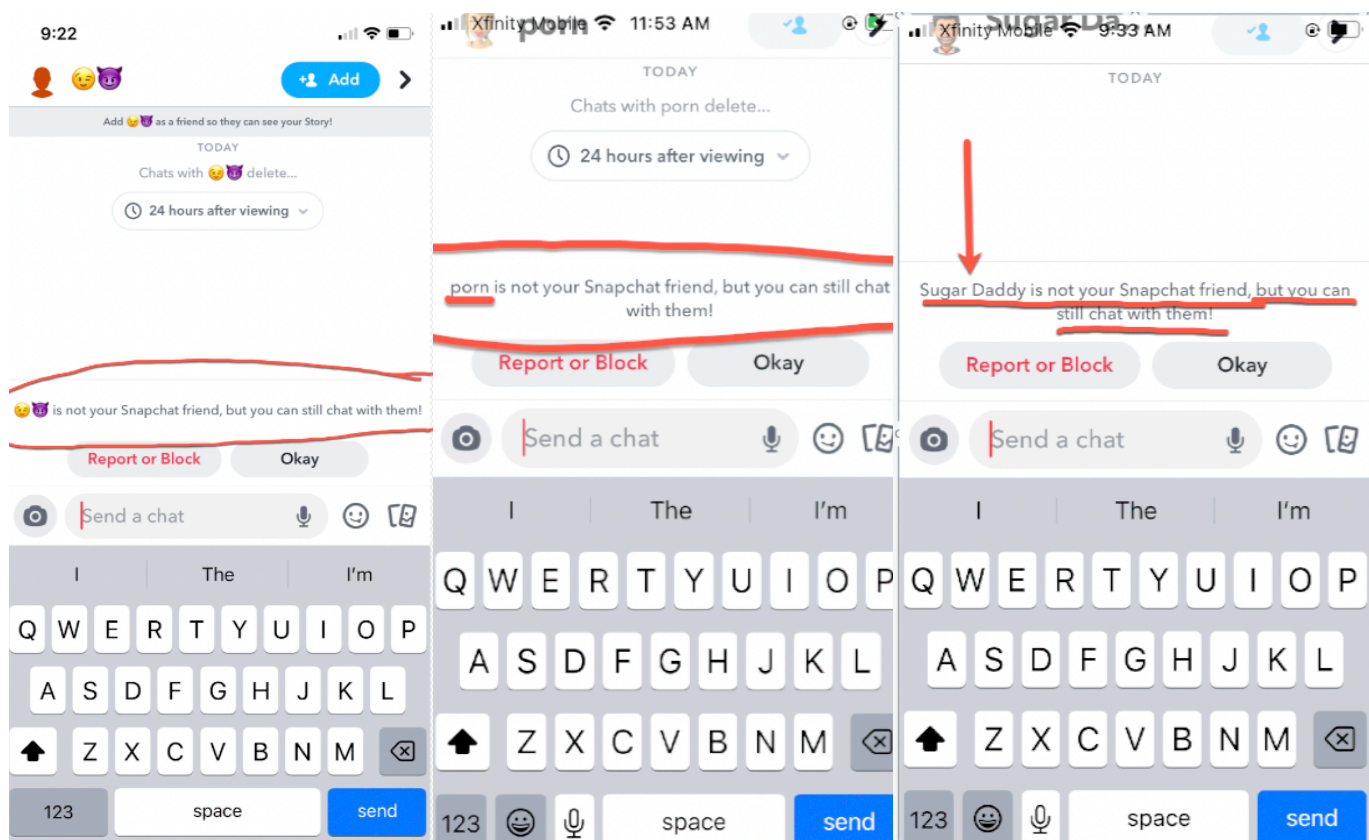 9:22
😉😈
Add
Add 😉😈 as a friend so they can see your Story!
TODAY
Chats with 😉😈 delete...
24 hours after viewing
😉😈 is not your Snapchat friend, but you can still chat with them!
Report or Block
Okay
Send a chat
I The I'm
Q W E R T Y U I O P
A S D F G H J K L
Z X C V B N M
123 space send
Xfinity Mobile 11:53 AM
porn
TODAY
Chats with porn delete...
24 hours after viewing
porn is not your Snapchat friend, but you can still chat
with them!
Report or Block
Okay
Send a chat
I The I'm
Q W E R T Y U I O P
A S D F G H J K L
Z X C V B N M
123 space send
Xfinity Mobile 9:33 AM
Sugar Da
TODAY
Sugar Daddy is not your Snapchat friend, but you can
still chat with them!
Report or Block
Okay
Send a chat
I The I'm
Q W E R T Y U I O P
A S D F G H J K L
Z X C V B N M
123 space send